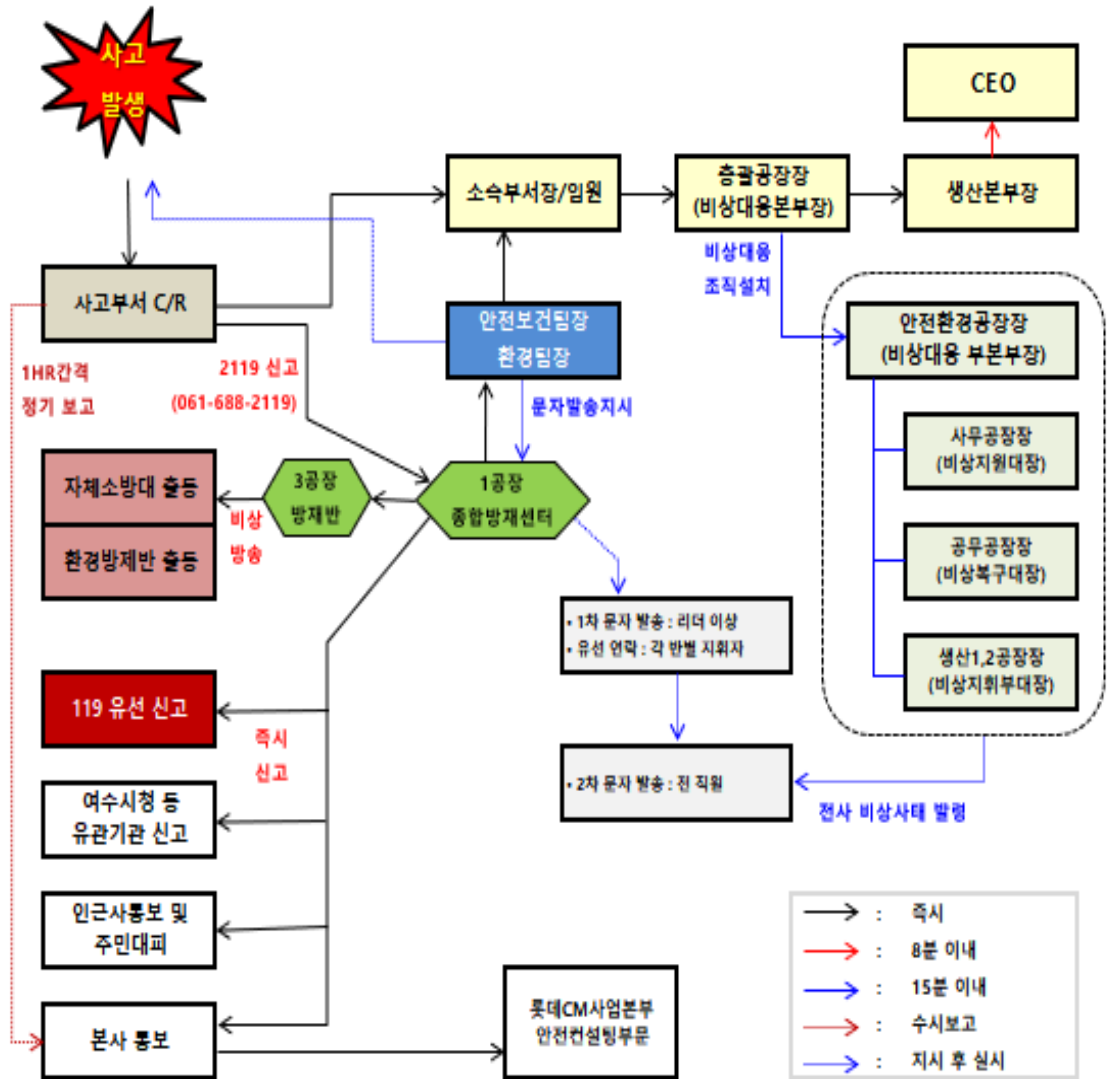 사고
발생
CEO
소속부서장/임원
총괄공장장
(비상대응본부장)
생산본부장
비상대응
조직설치
사고부서 C/R
안전보건팀장
환경팀장
안전환경공장장
(비상대응 부본부장)
1HR간격
정기 보고
2119 신고
(061-688-2119)
문자발송지시
사무공장장
(비상지원대장)
자체소방대 출동
환경방제반 출동
비상
방송
3공장
방재반
1공장
종합방재센터
공무공장장
(비상복구대장)
• 1차 문자 발송 : 리더 이상
• 유선 연락 : 각 반별 지휘자
생산1,2공장장
(비상지휘부대장)
119 유선 신고
즉시
신고
• 2차 문자 발송 : 전 직원
전사 비상사태 발령
여수시청 등
유관기관 신고
인근사통보 및
주민대피
본사 통보
롯데CM사업본부
안전컨설팅부문
: 즉시
: 8분 이내
: 15분 이내
: 수시보고
: 지시 후 실시